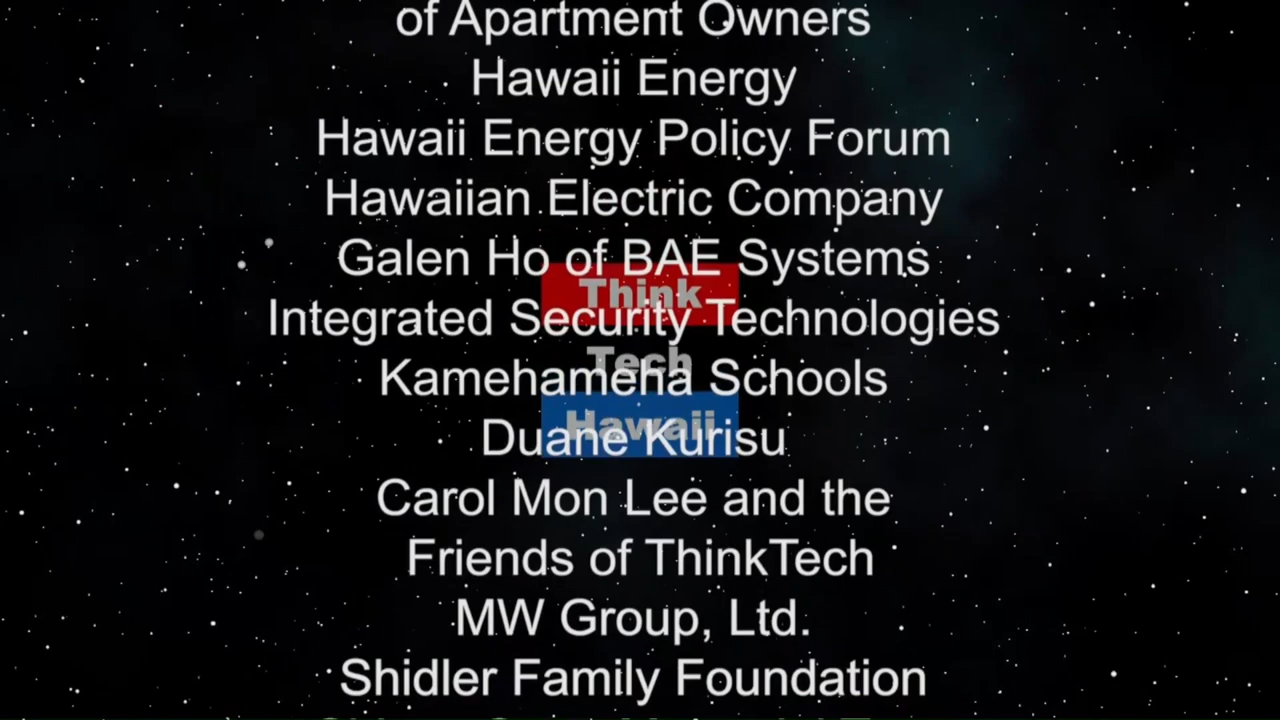 of Apartment Owners
Hawaii Energy
Hawaii Energy Policy Forum
Hawaiian Electric Company
Galen Ho of BAE Systems
Think
Integrated Security Technologies
Tech
Kamehameha Schools
Hawaii
Duane Kurisu
Carol Mon Lee and the
Friends of ThinkTech
MW Group, Ltd.
Shidler Family Foundation